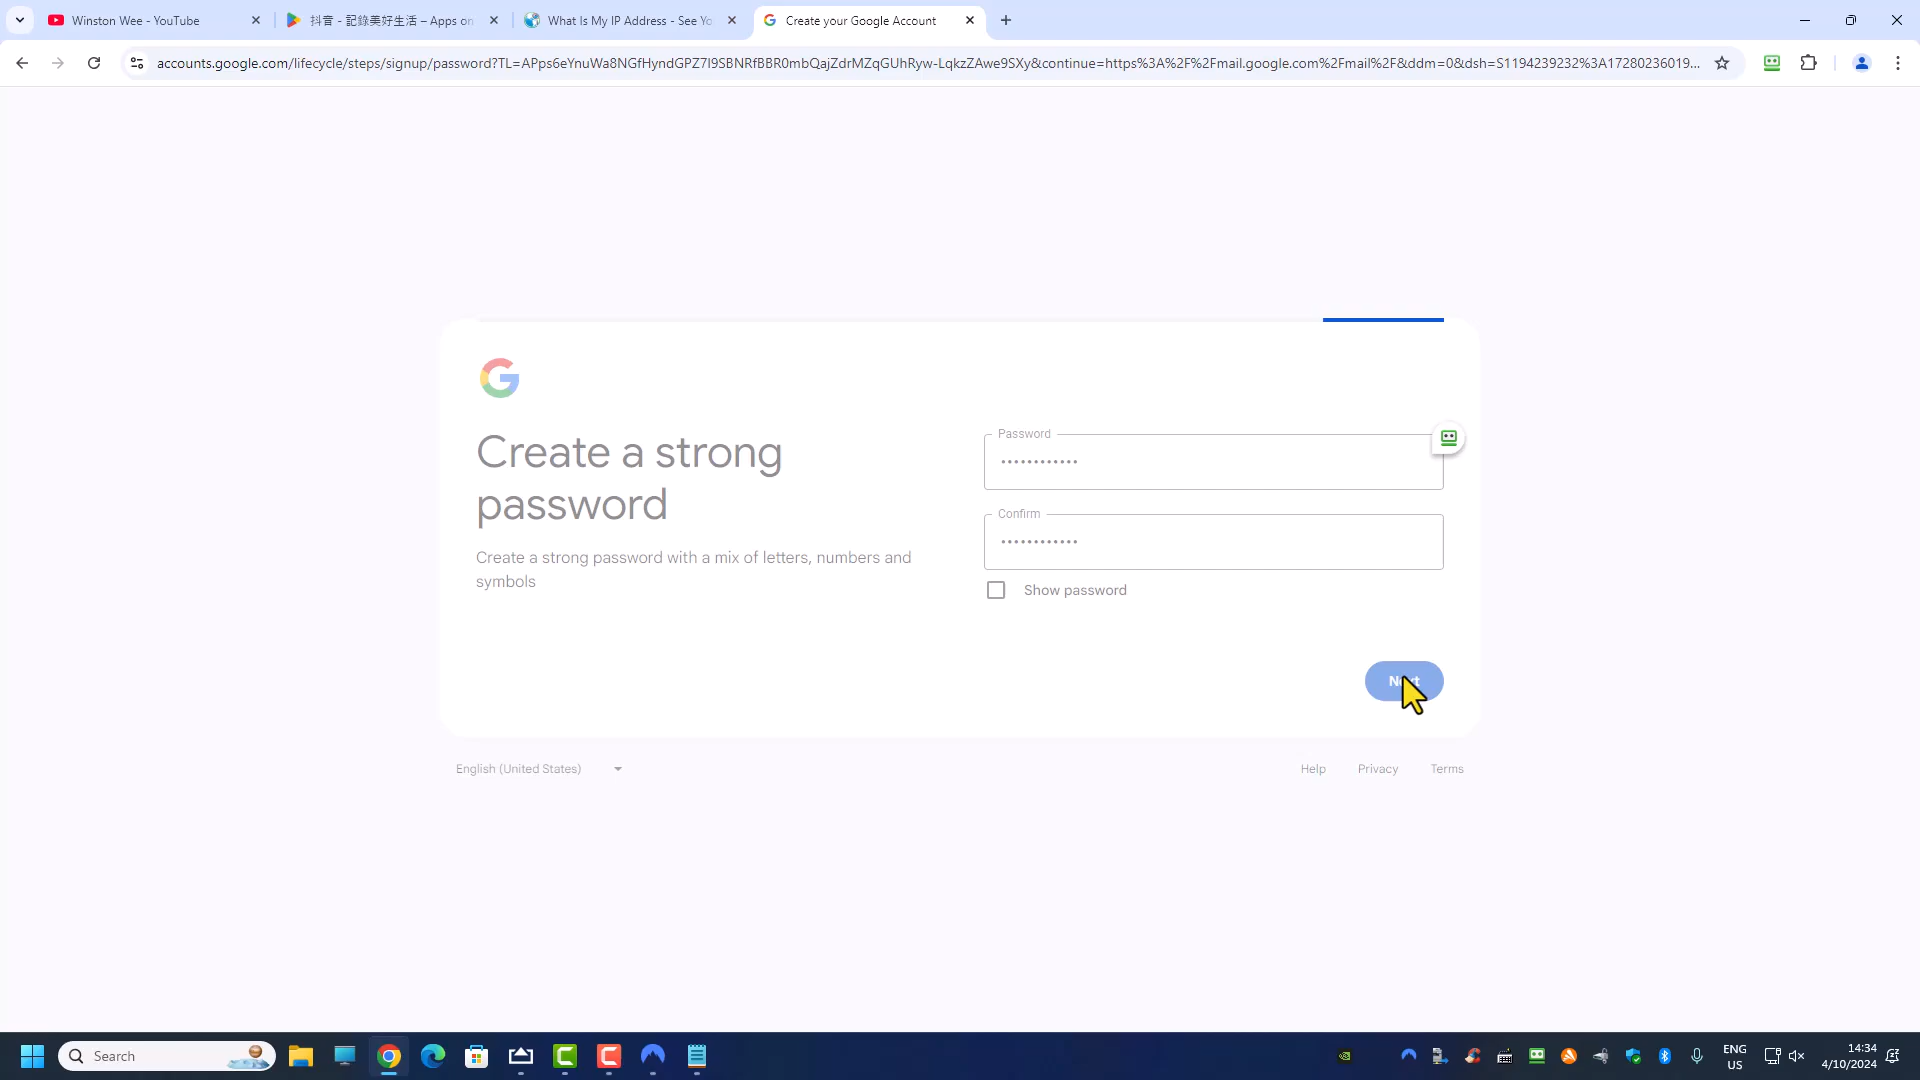 Winston Wee - YouTube
抖音 - 記錄美好生活 – Apps on
What Is My IP Address - See Yo
Create your Google Account
accounts.google.com/lifecycle/steps/signup/password?TL=APps6eYnuWa8NGfHyndGPZ7I9SBNRfBBR0mbQajZdrMZqGUhRyw-LqkzZAwe9SXy&continue=https%3A%2F%2Fmail.google.com%2Fmail%2F&ddm=0&dsh=S1194239232%3A17280236019...
Create a strong
password
Create a strong password with a mix of letters, numbers and
symbols
Password
Confirm
Show password
Next
English (United States)
Help Privacy Terms
Search
ENG
US
14:34
4/10/2024